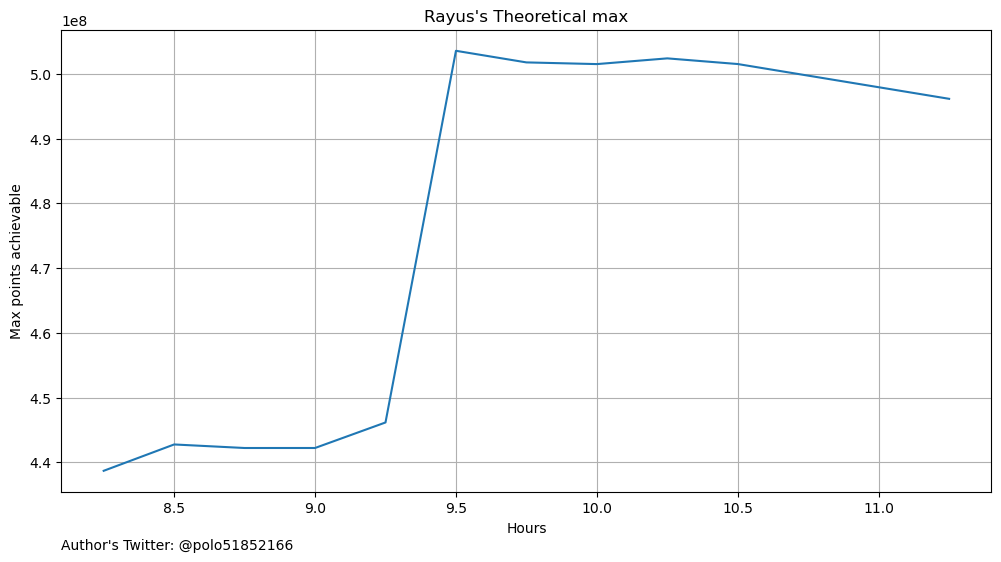 Rayus's Theoretical max
1e8
5.0
4.9
4.8
4.7
4.6
4.5
4.4
Max points achievable
8.5 9.0 9.5 10.0 10.5 11.0
Hours
Author's Twitter: @polo51852166